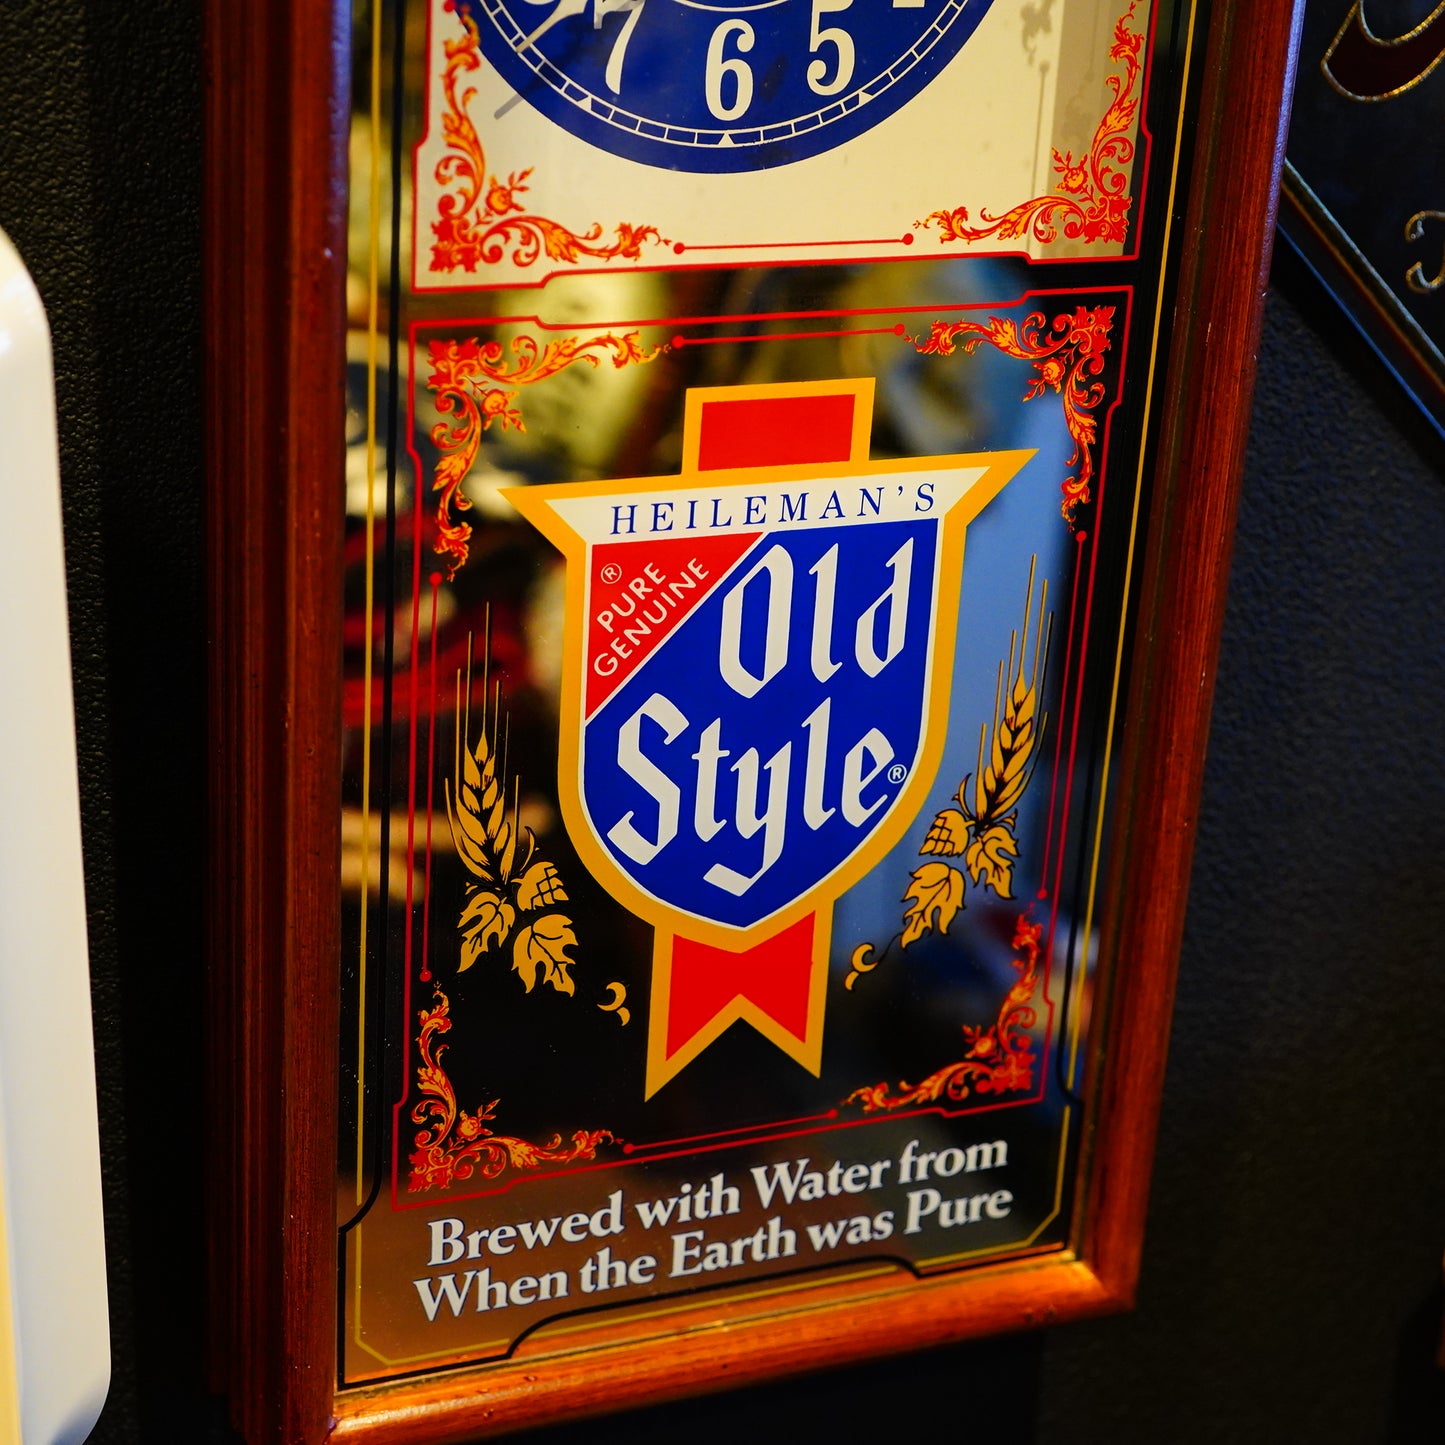 7 6 5
HEILEMAN'S
® PURE
GENUINE
Old
Style®
Brewed with Water from
When the Earth was Pure